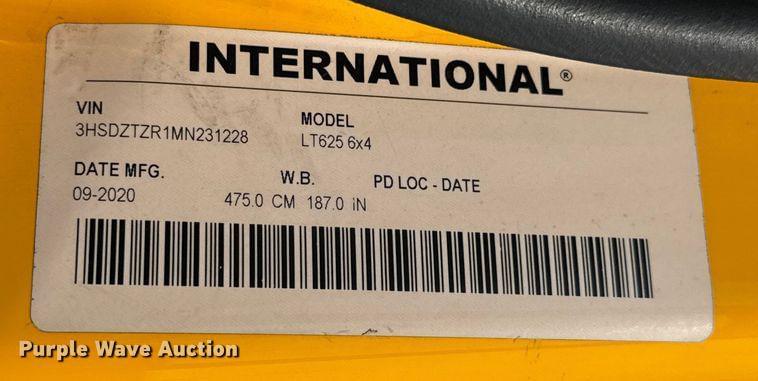 INTERNATIONAL®
VIN
3HSDZTZR1MN231228
MODEL
LT625 6x4
DATE MFG.
09-2020
W.B.
475.0 CM 187.0 iN
PD LOC - DATE
Purple Wave Auction